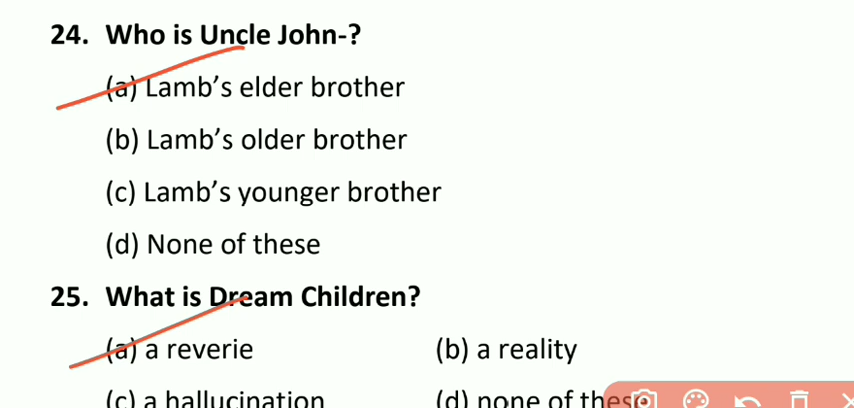 24. Who is Uncle John-?
(a) Lamb's elder brother
(b) Lamb's older brother
(c) Lamb's younger brother
(d) None of these
25. What is Dream Children?
(a) a reverie (b) a reality
(c) a hallucination (d) none of these